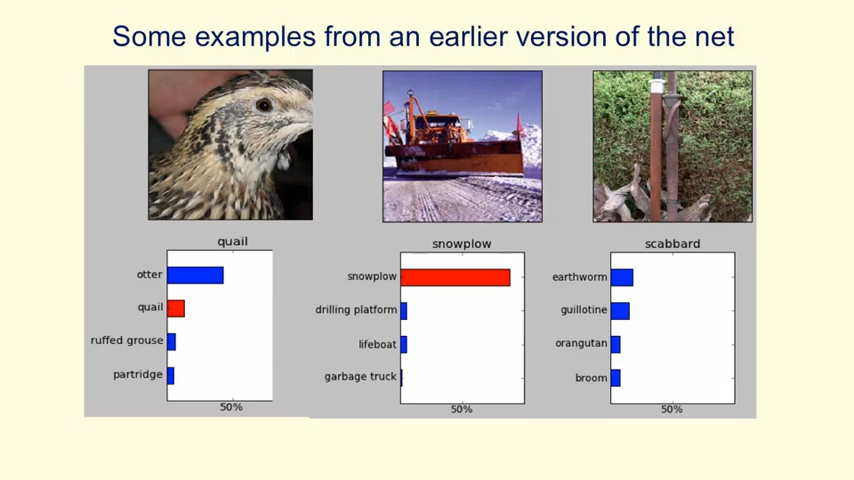 Some examples from an earlier version of the net
quail
otter
quail
ruffed grouse
partridge
50%
snowplow
snowplow
drilling platform
lifeboat
garbage truck
50%
scabbard
earthworm
guillotine
orangutan
broom
50%